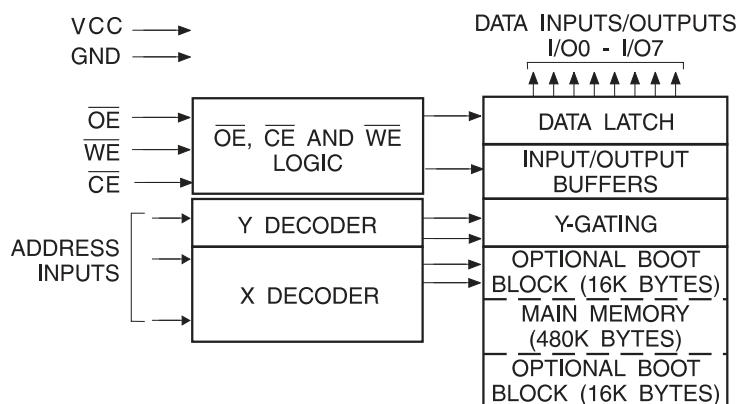 VCC
GND
DATA INPUTS/OUTPUTS
I/O0 - I/O7
OE
WE
CE
OE, CE AND WE
LOGIC
DATA LATCH
INPUT/OUTPUT
BUFFERS
ADDRESS
INPUTS
Y DECODER
Y-GATING
X DECODER
OPTIONAL BOOT
BLOCK (16K BYTES)
MAIN MEMORY
(480K BYTES)
OPTIONAL BOOT
BLOCK (16K BYTES)